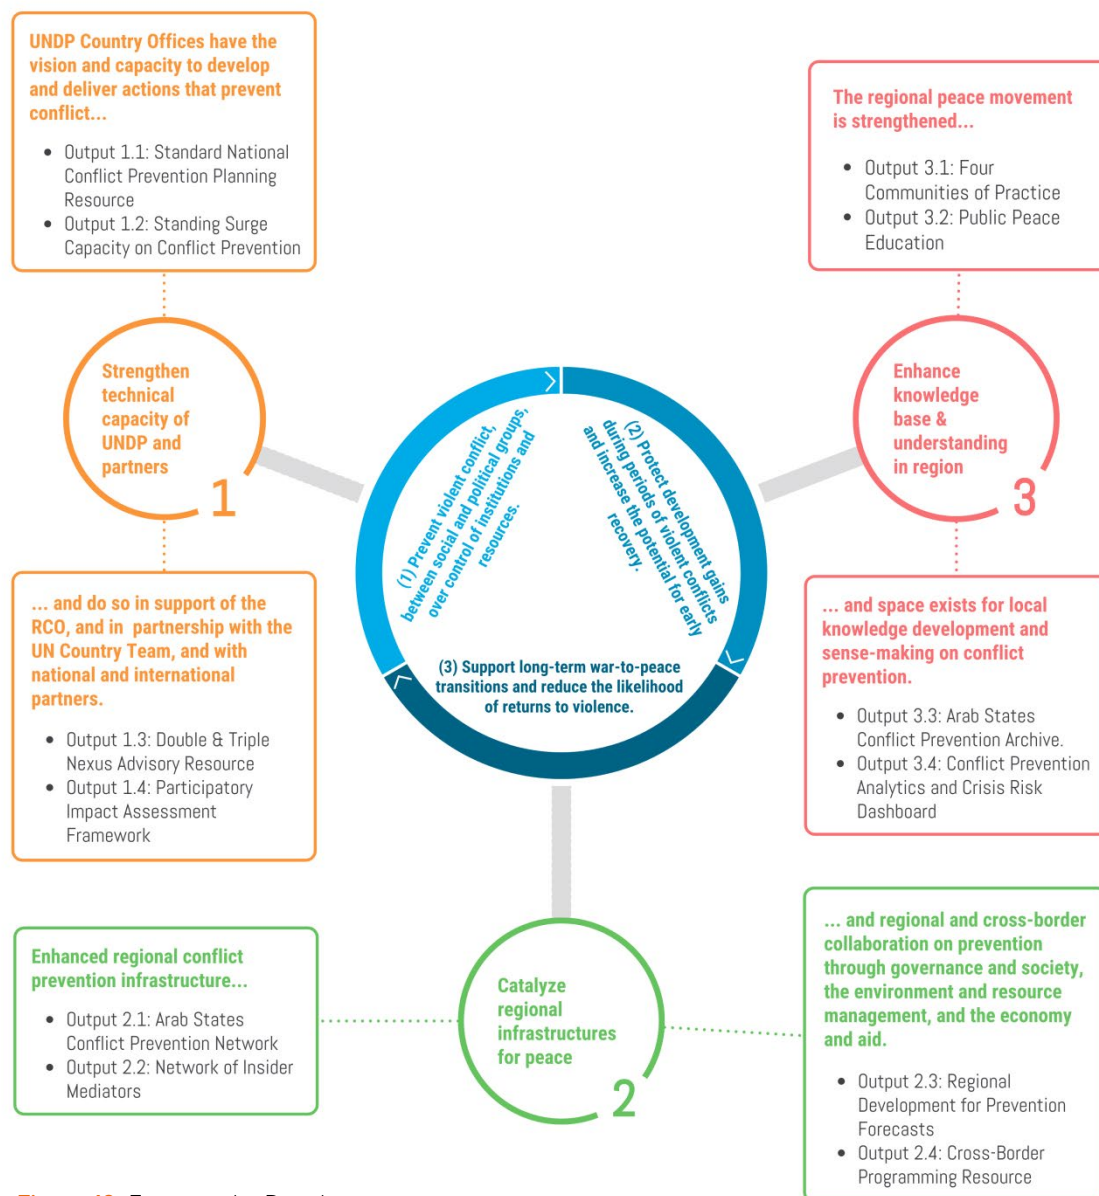 UNDP Country Offices have the
vision and capacity to develop
and deliver actions that prevent
conflict...
• Output 1.1: Standard National
Conflict Prevention Planning
Resource
• Output 1.2: Standing Surge
Capacity on Conflict Prevention
The regional peace movement
is strengthened...
• Output 3.1: Four
Communities of Practice
• Output 3.2: Public Peace
Education
Strengthen
technical
capacity of
UNDP and
partners
1
(1) Prevent violent conflict,
between social and political groups,
over control of institutions and
resources.
(2) Protect development gains
during periods of violent conflicts
and increase the potential for early
recovery.
(3) Support long-term war-to-peace
transitions and reduce the likelihood
of returns to violence.
Enhance
knowledge
base &
understanding
in region
3
... and do so in support of the
RCO, and in partnership with the
UN Country Team, and with
national and international
partners.
• Output 1.3: Double & Triple
Nexus Advisory Resource
• Output 1.4: Participatory
Impact Assessment
Framework
... and space exists for local
knowledge development and
sense-making on conflict
prevention.
• Output 3.3: Arab States
Conflict Prevention Archive.
• Output 3.4: Conflict Prevention
Analytics and Crisis Risk
Dashboard
Enhanced regional conflict
prevention infrastructure...
• Output 2.1: Arab States
Conflict Prevention Network
• Output 2.2: Network of Insider
Mediators
Catalyze
regional
infrastructures
for peace
2
... and regional and cross-border
collaboration on prevention
through governance and society,
the environment and resource
management, and the economy
and aid.
• Output 2.3: Regional
Development for Prevention
Forecasts
• Output 2.4: Cross-Border
Programming Resource